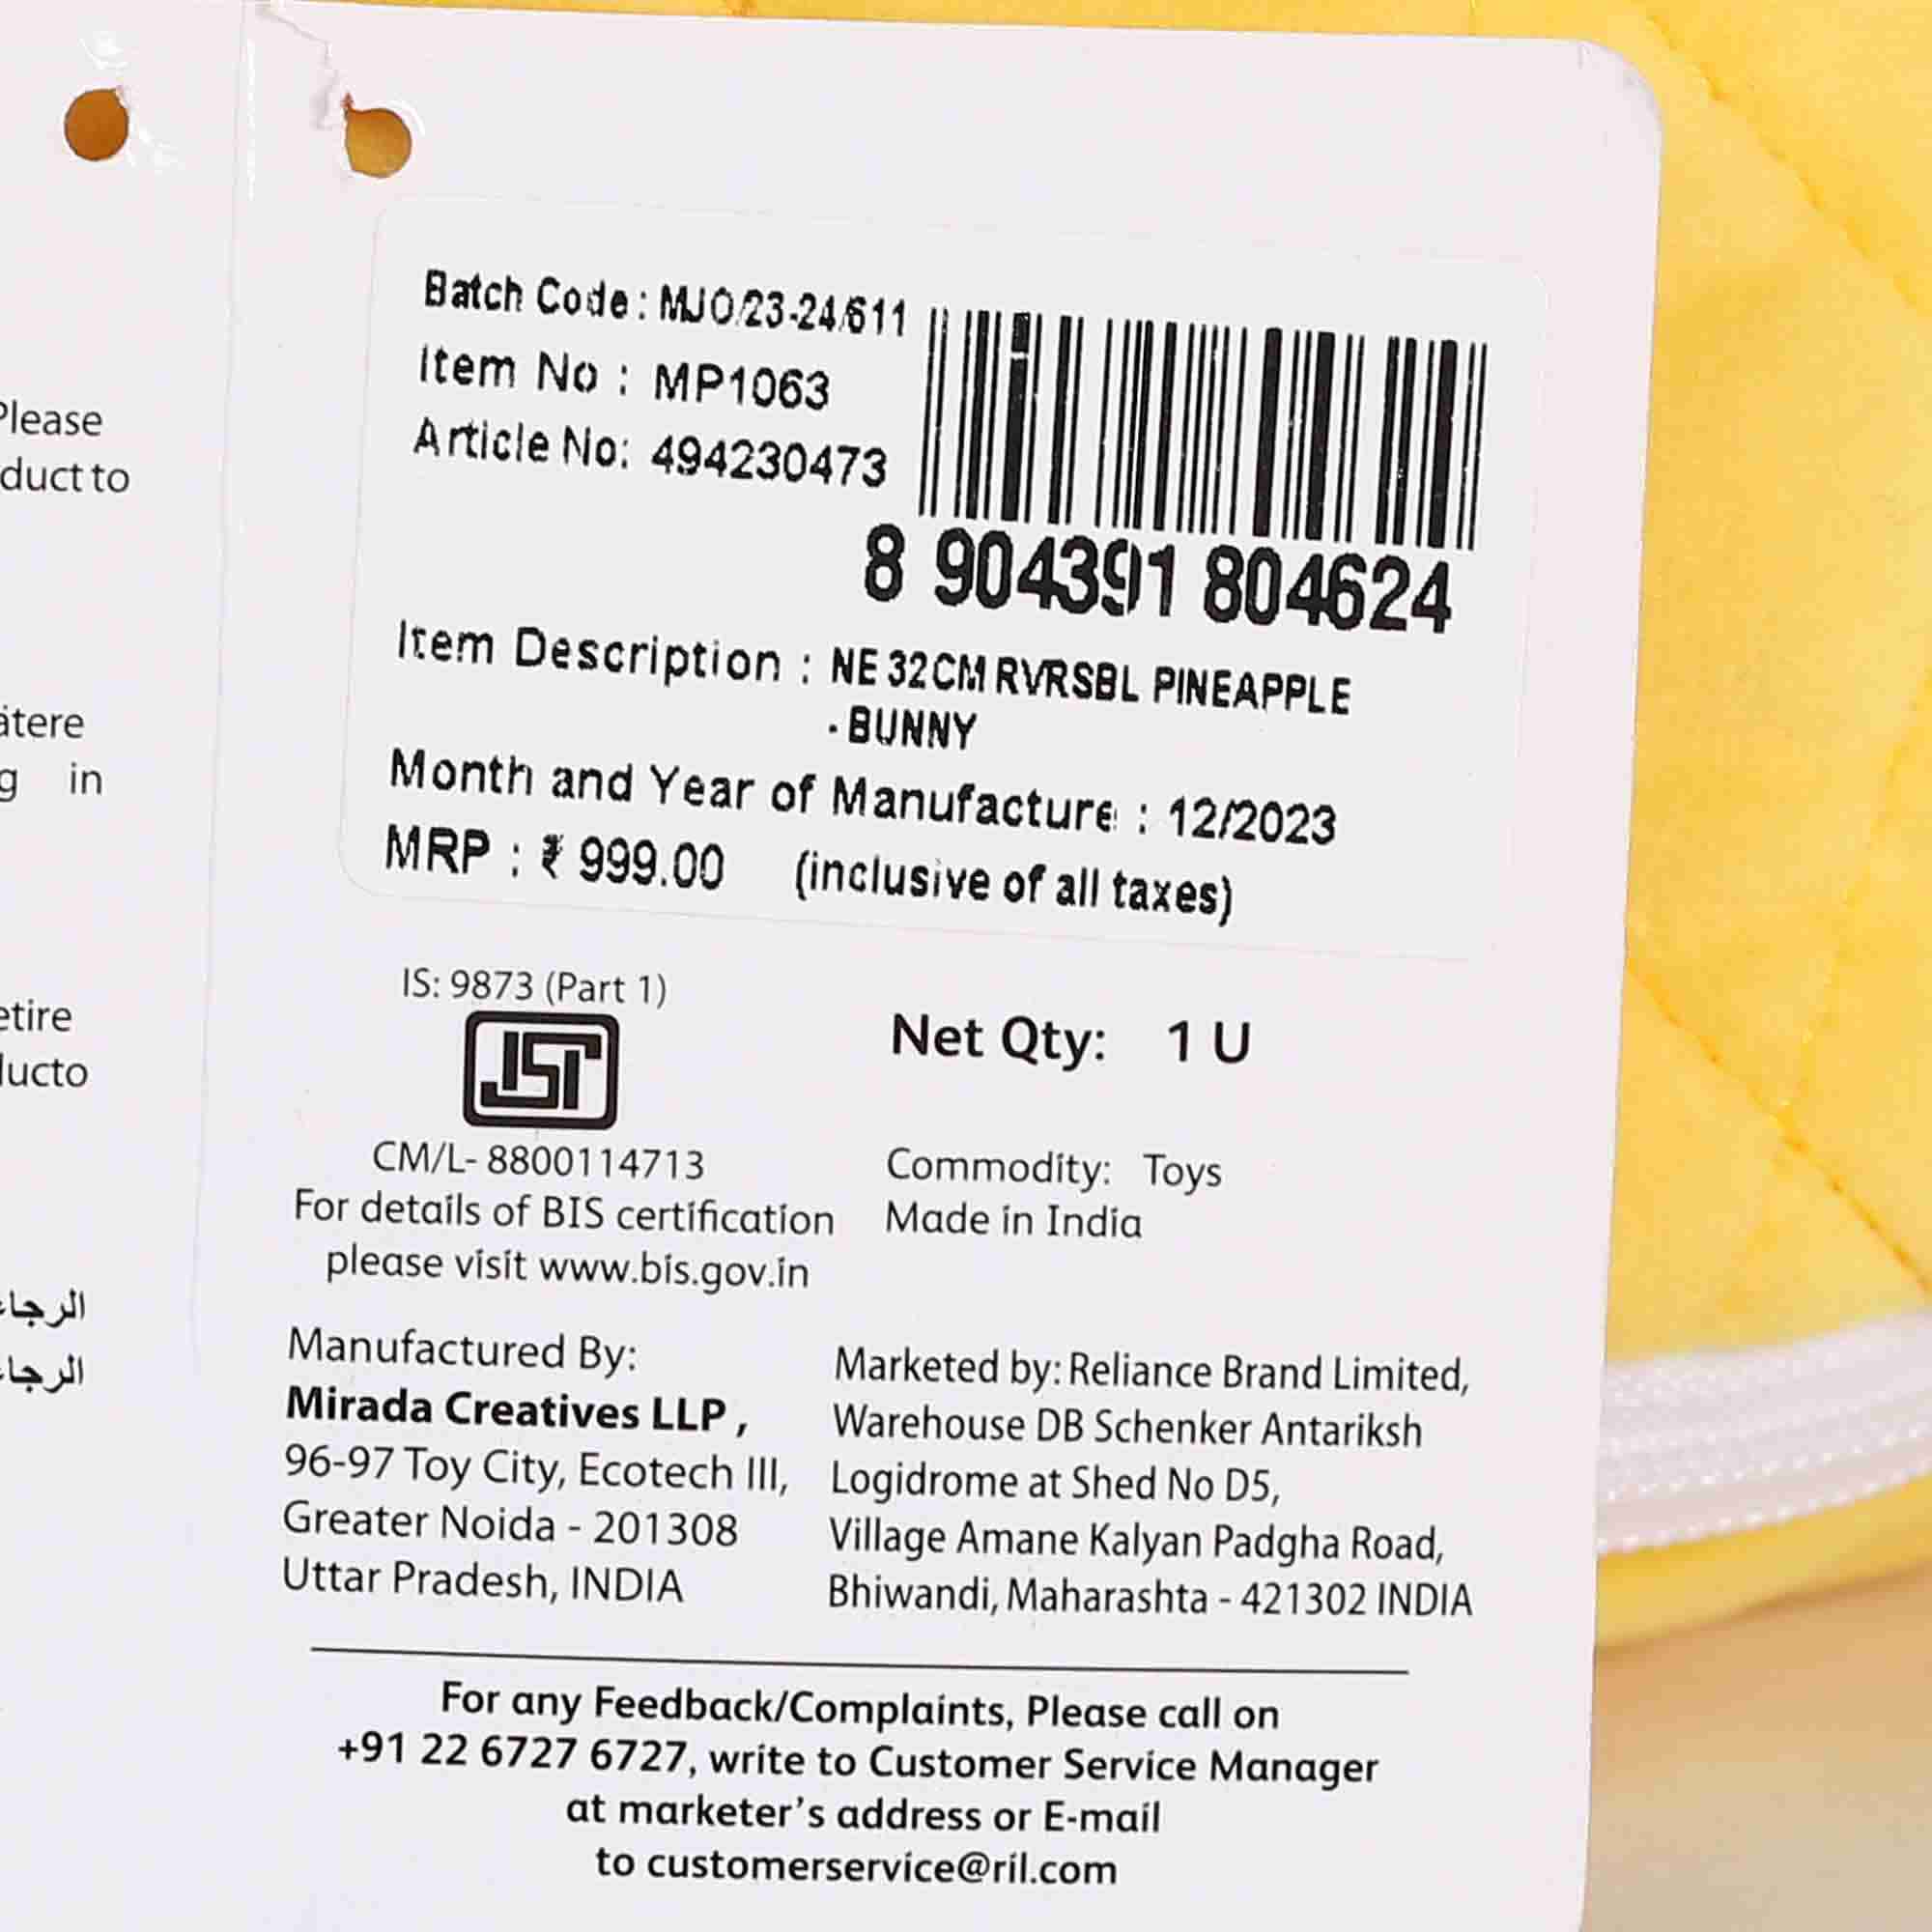 Please
duct to
ätere
g in
etire
ducto
الرجاء
الرجاء
Batch Code : MJO/23-24/611
Item No : MP1063
Article No: 494230473
8 904391 804624
Item Description : NE 32CM RVRSBL PINEAPPLE
- BUNNY
Month and Year of Manufacture : 12/2023
MRP : ₹ 999.00 (inclusive of all taxes)
IS: 9873 (Part 1)
ISI
Net Qty: 1 U
CM/L- 8800114713
For details of BIS certification
please visit www.bis.gov.in
Commodity: Toys
Made in India
Manufactured By:
Mirada Creatives LLP ,
96-97 Toy City, Ecotech III,
Greater Noida - 201308
Uttar Pradesh, INDIA
Marketed by: Reliance Brand Limited,
Warehouse DB Schenker Antariksh
Logidrome at Shed No D5,
Village Amane Kalyan Padgha Road,
Bhiwandi, Maharashta - 421302 INDIA
For any Feedback/Complaints, Please call on
+91 22 6727 6727, write to Customer Service Manager
at marketer's address or E-mail
to customerservice@ril.com